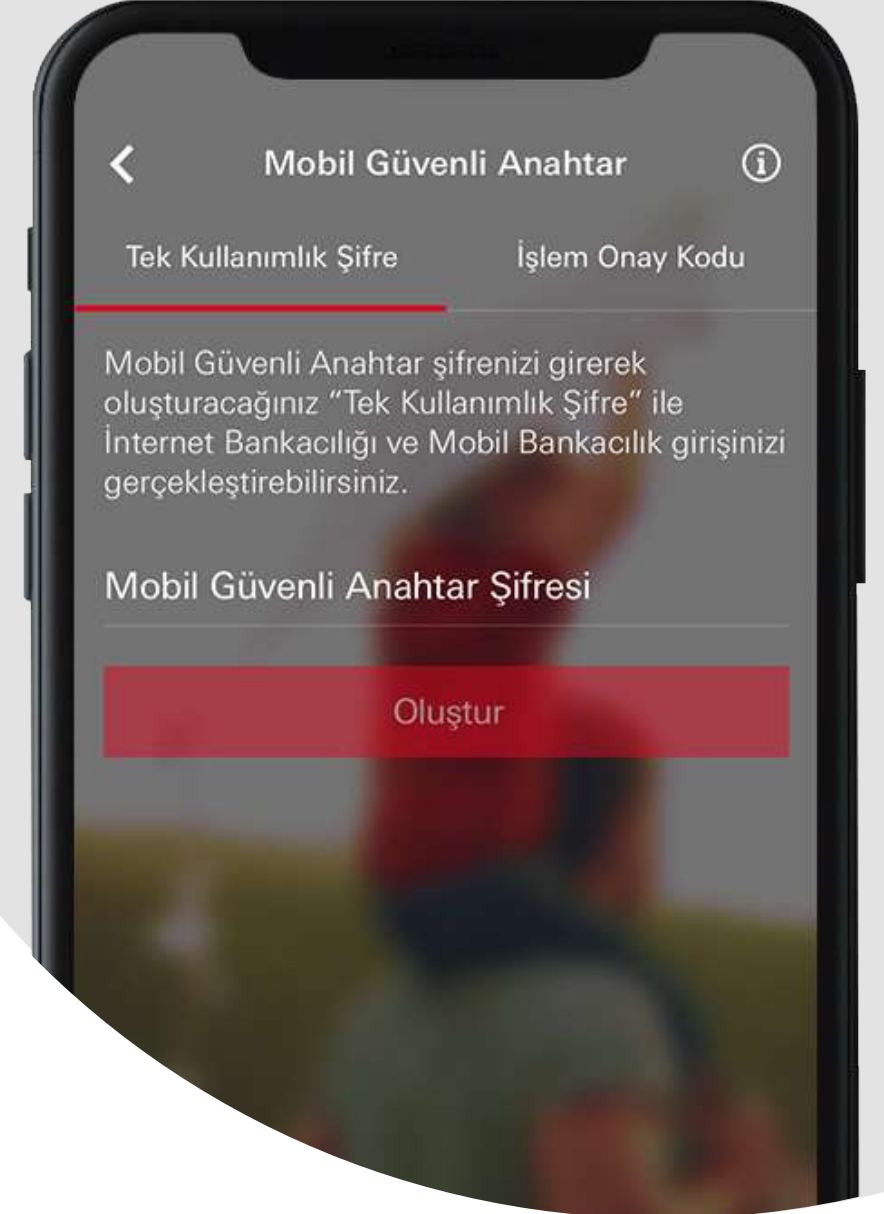 Mobil Güvenli Anahtar
Tek Kullanımlık Şifre
İşlem Onay Kodu
Mobil Güvenli Anahtar şifrenizi girerek
oluşturacağınız “Tek Kullanımlık Şifre“ ile
İnternet Bankacılığı ve Mobil Bankacılık girişinizi
gerçekleştirebilirsiniz.
Mobil Güvenli Anahtar Şifresi
Oluştur